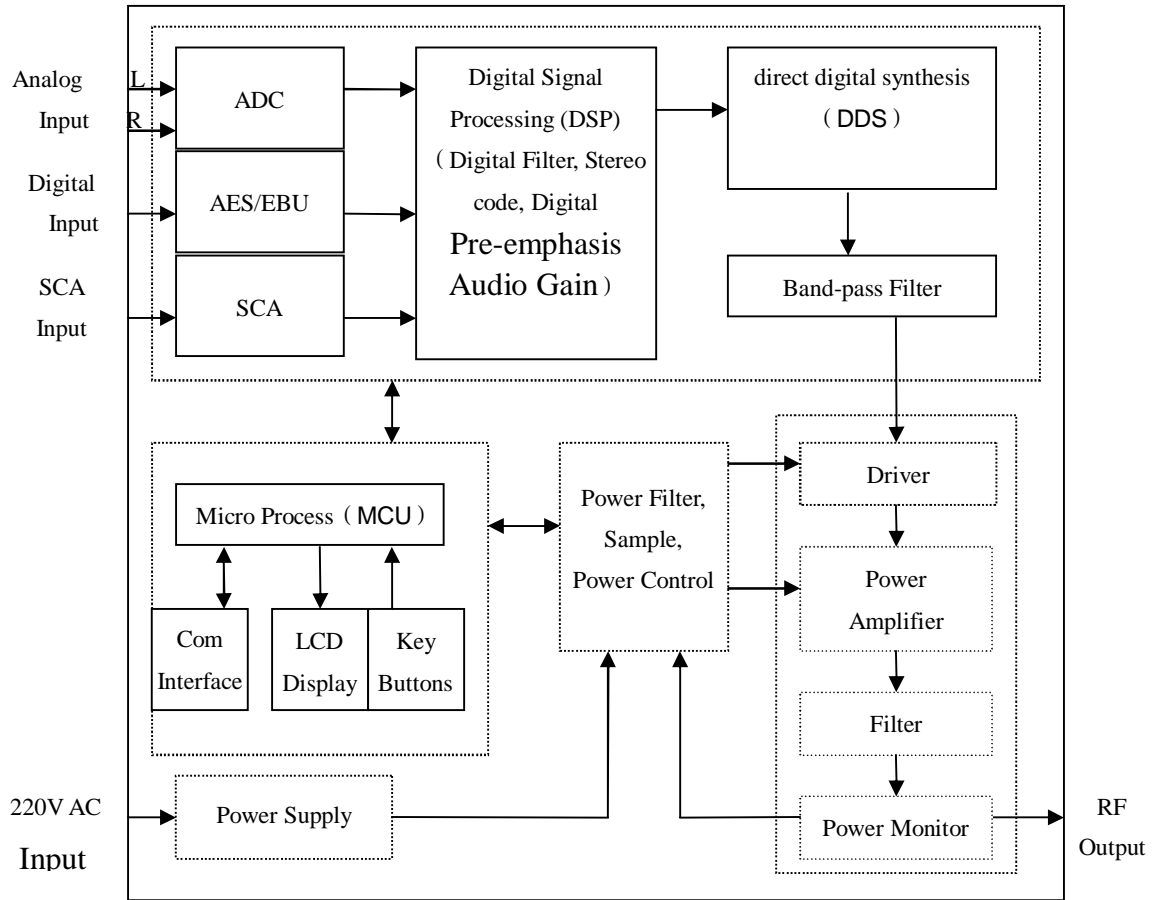 Analog
Input
L
R
Digital
Input
SCA
Input
ADC
AES/EBU
SCA
Digital Signal
Processing (DSP)
( Digital Filter, Stereo
code, Digital
Pre-emphasis
Audio Gain )
direct digital synthesis
( DDS )
Band-pass Filter
Micro Process ( MCU )
Com
Interface
LCD
Display
Key
Buttons
Power Filter,
Sample,
Power Control
Driver
Power
Amplifier
Filter
Power Monitor
220V AC
Input
Power Supply
RF
Output